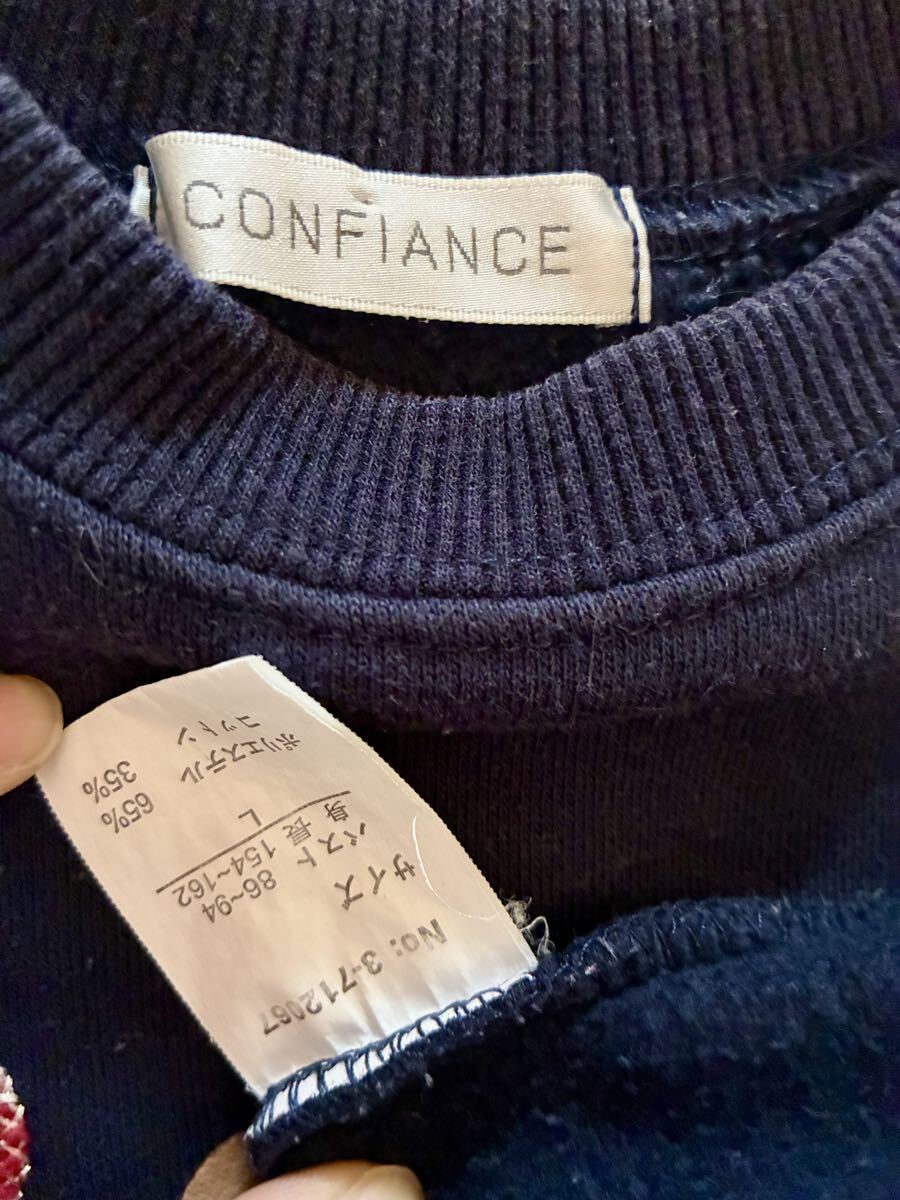 CONFIANCE
No: 3-712067
サイズ
バスト 86~94
身長 154~162
L
ポリエステル 65%
コットン 35%